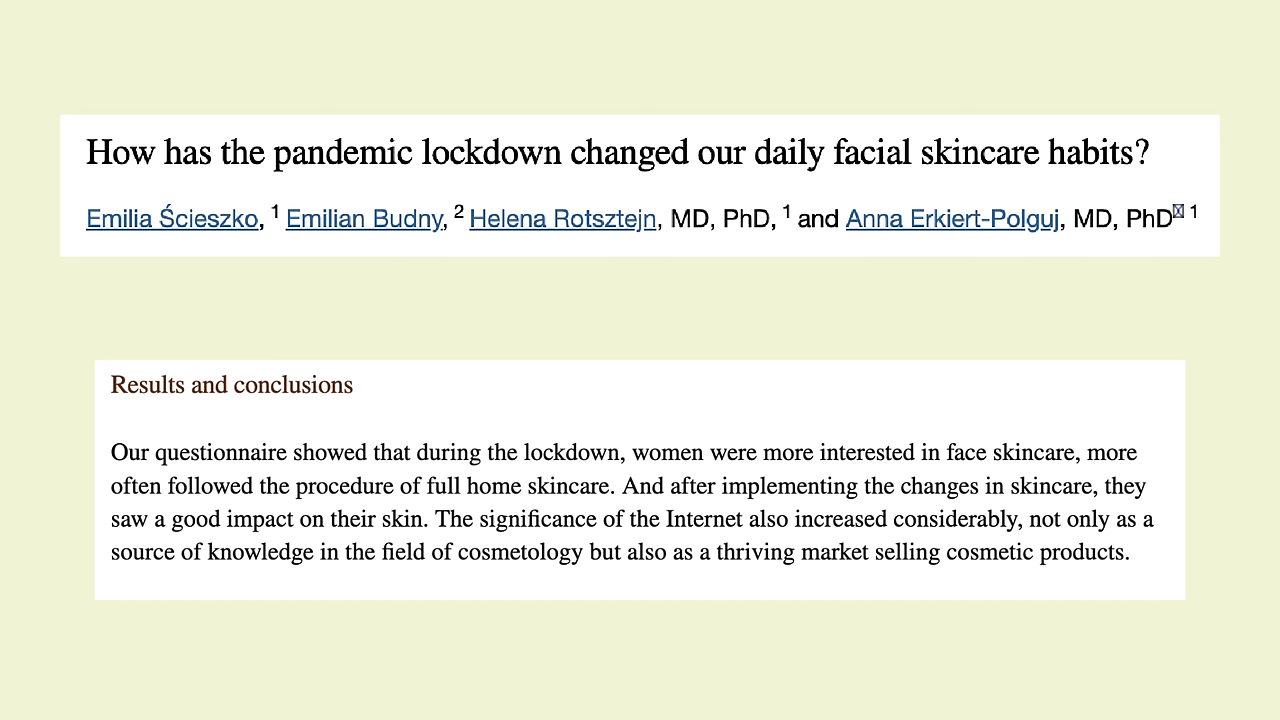 How has the pandemic lockdown changed our daily facial skincare habits?
Emilia Ścieszko, 1 Emilian Budny, 2 Helena Rotsztejn, MD, PhD, 1 and Anna Erkiert-Polguj, MD, PhD 1
Results and conclusions
Our questionnaire showed that during the lockdown, women were more interested in face skincare, more
often followed the procedure of full home skincare. And after implementing the changes in skincare, they
saw a good impact on their skin. The significance of the Internet also increased considerably, not only as a
source of knowledge in the field of cosmetology but also as a thriving market selling cosmetic products.